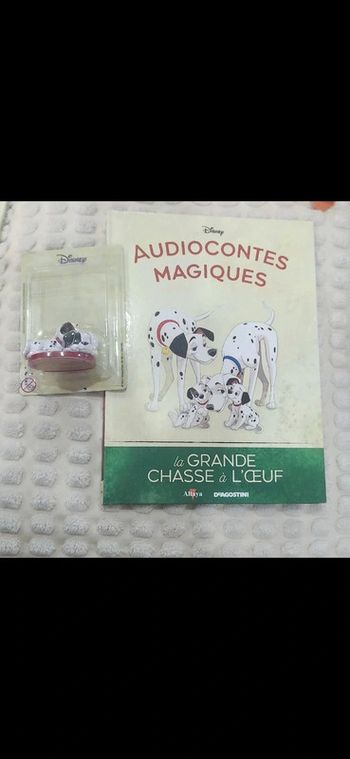 Disney
Disney
AUDIOCONTES
MAGIQUES
la GRANDE
CHASSE à L'ŒUF
Altaya
DeAGOSTINI